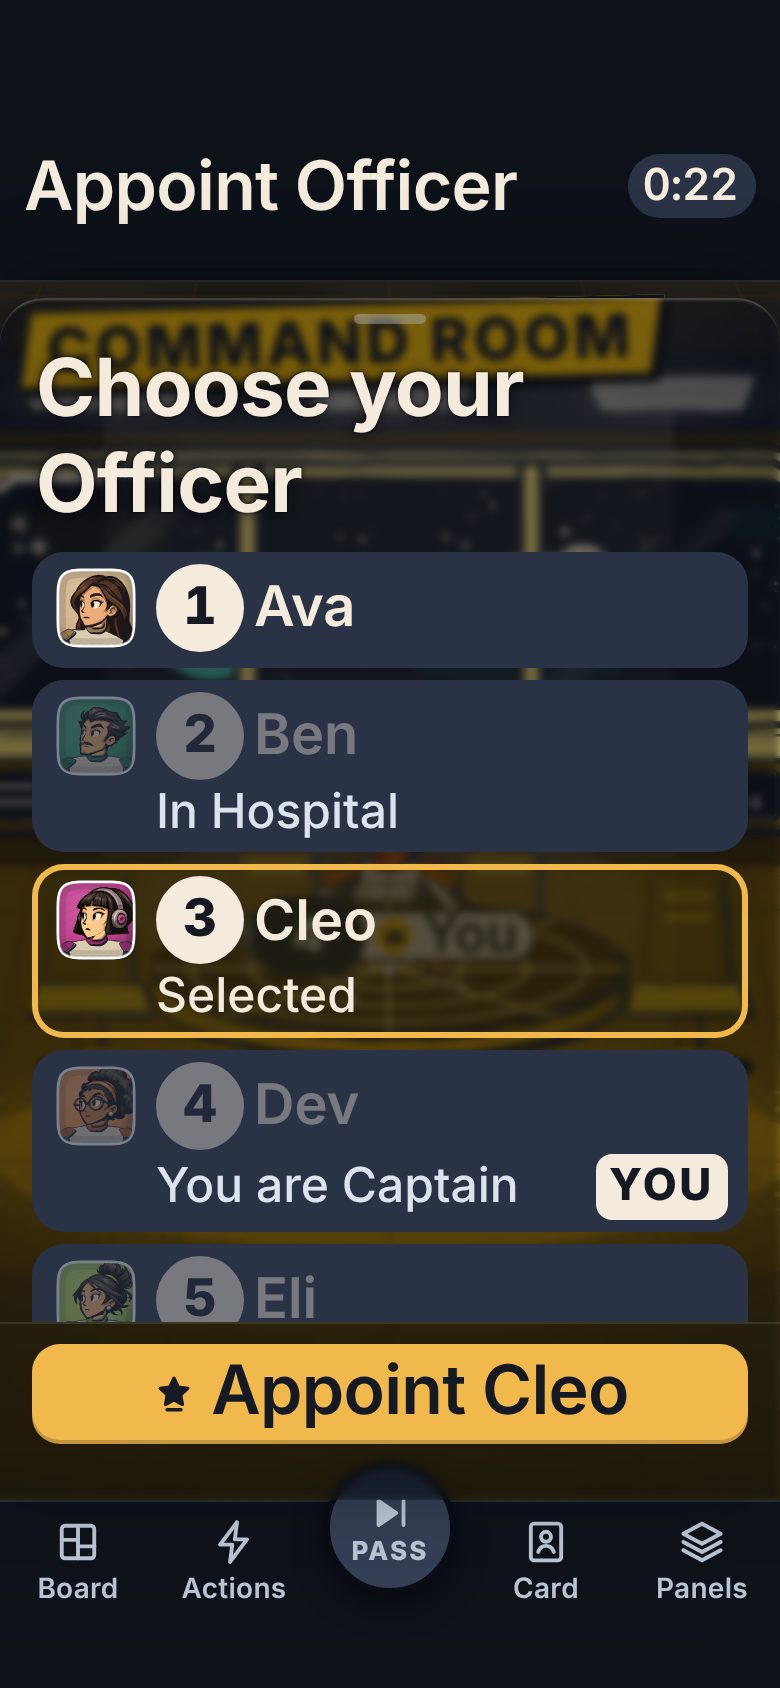 Appoint Officer
0:22
COMMAND ROOM
Choose your
Officer
1 Ava
2 Ben
In Hospital
3 Cleo
YOU
Selected
4 Dev
You are Captain
YOU
5 Eli
Appoint Cleo
PASS
Board
Actions
Card
Panels